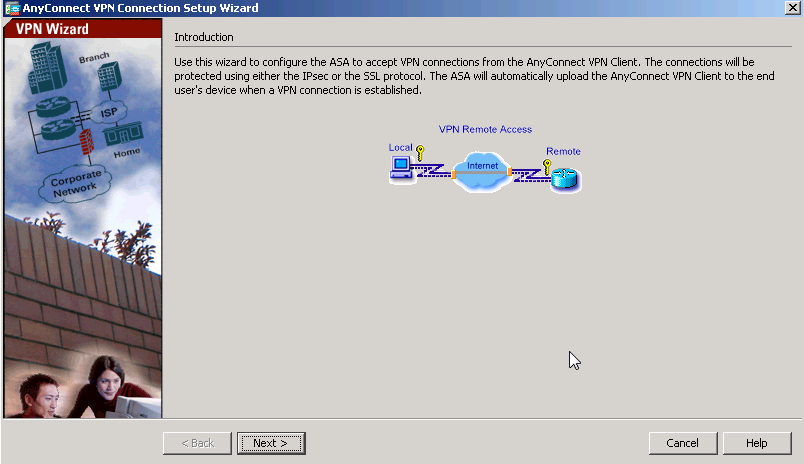 AnyConnect VPN Connection Setup Wizard
VPN Wizard
Branch
ISP
Home
Corporate
Network
Introduction
Use this wizard to configure the ASA to accept VPN connections from the AnyConnect VPN Client. The connections will be
protected using either the IPsec or the SSL protocol. The ASA will automatically upload the AnyConnect VPN Client to the end
user's device when a VPN connection is established.
VPN Remote Access
Local
Internet
Remote
< Back
Next >
Cancel
Help